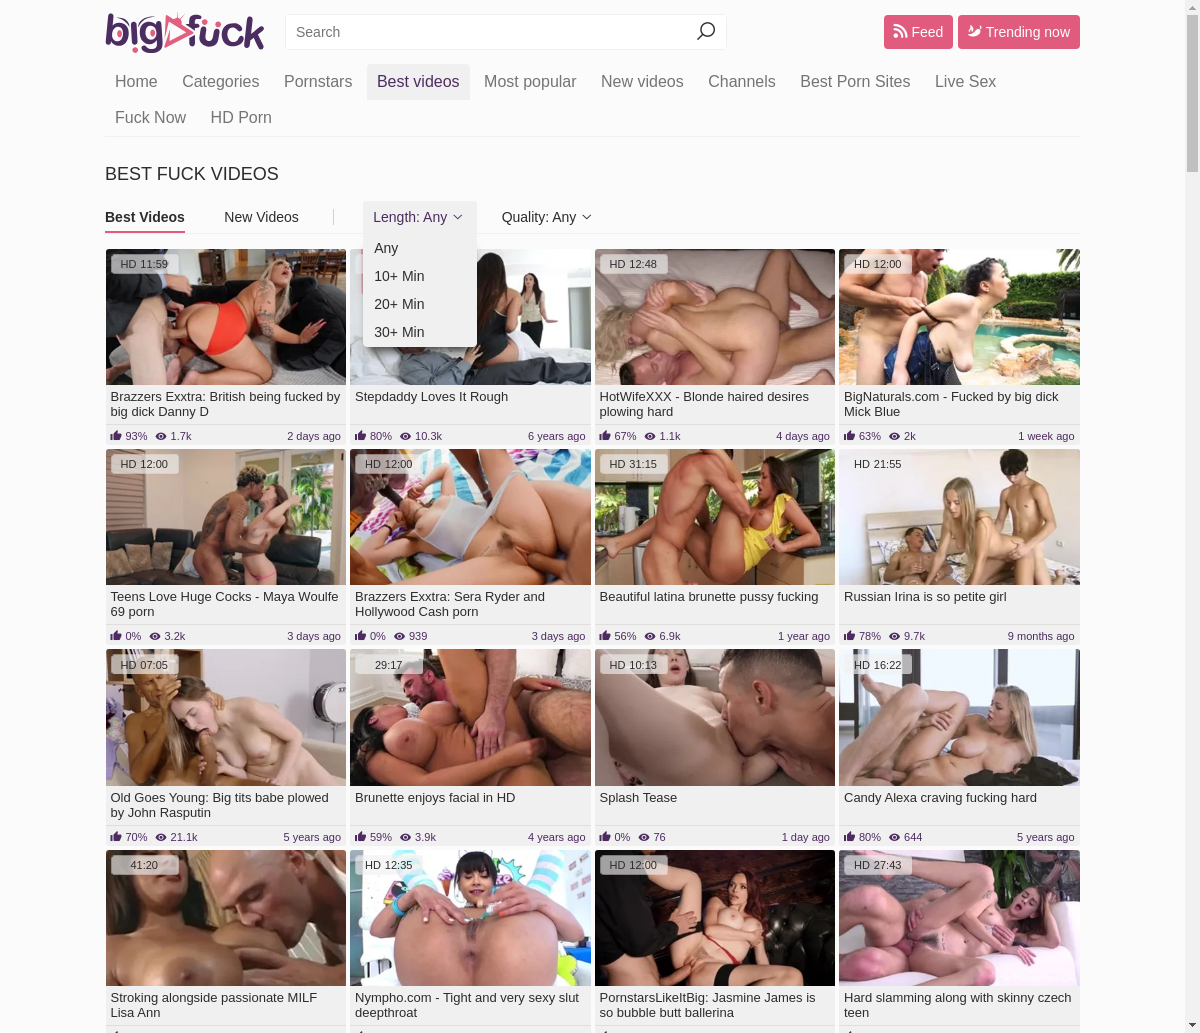 bigfuck
Search
Feed
Trending now
Home Categories Pornstars Best videos Most popular New videos Channels Best Porn Sites Live Sex
Fuck Now HD Porn
BEST FUCK VIDEOS
Best Videos New Videos Length: Any Quality: Any
Any
10+ Min
20+ Min
30+ Min
HD 11:59
Brazzers Exxtra: British being fucked by
big dick Danny D
93% 1.7k 2 days ago
Stepdaddy Loves It Rough
80% 10.3k 6 years ago
HD 12:48
HotWifeXXX - Blonde haired desires
plowing hard
67% 1.1k 4 days ago
HD 12:00
BigNaturals.com - Fucked by big dick
Mick Blue
63% 2k 1 week ago
HD 12:00
Teens Love Huge Cocks - Maya Woulfe
69 porn
0% 3.2k 3 days ago
HD 12:00
Brazzers Exxtra: Sera Ryder and
Hollywood Cash porn
0% 939 3 days ago
HD 31:15
Beautiful latina brunette pussy fucking
56% 6.9k 1 year ago
HD 21:55
Russian Irina is so petite girl
78% 9.7k 9 months ago
HD 07:05
Old Goes Young: Big tits babe plowed
by John Rasputin
70% 21.1k 5 years ago
29:17
Brunette enjoys facial in HD
59% 3.9k 4 years ago
HD 10:13
Splash Tease
0% 76 1 day ago
HD 16:22
Candy Alexa craving fucking hard
80% 644 5 years ago
41:20
Stroking alongside passionate MILF
Lisa Ann
HD 12:35
Nympho.com - Tight and very sexy slut
deepthroat
HD 12:00
PornstarsLikeItBig: Jasmine James is
so bubble butt ballerina
HD 27:43
Hard slamming along with skinny czech
teen